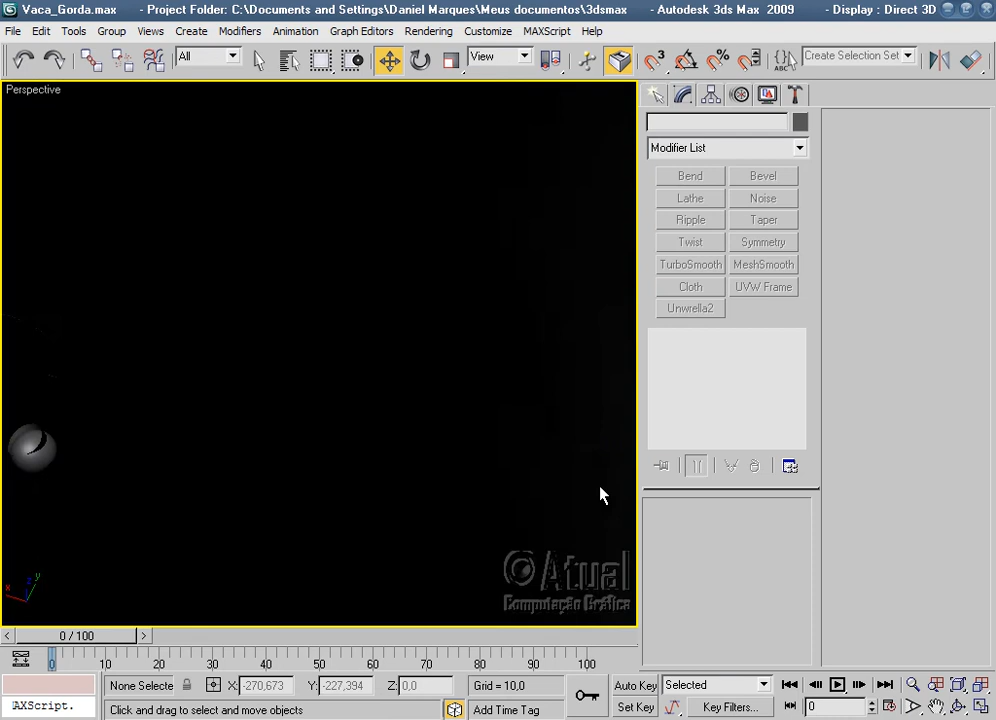 Vaca_Gorda.max - Project Folder: C:\Documents and Settings\Daniel Marques\Meus documentos\3dsmax - Autodesk 3ds Max 2009 - Display : Direct 3D
File Edit Tools Group Views Create Modifiers Animation Graph Editors Rendering Customize MAXScript Help
All View Create Selection Set
Perspective
Modifier List
Bend Bevel
Lathe Noise
Ripple Taper
Twist Symmetry
TurboSmooth MeshSmooth
Cloth UVW Frame
Unwrella2
©Atual
Computação Gráfica
x y z
< 0 / 100 >
0 10 20 30 40 50 60 70 80 90 100
None Selecte X: -270,673 Y: -227,394 Z: 0,0 Grid = 10,0 Auto Key Selected
AXScript. Click and drag to select and move objects Add Time Tag Set Key Key Filters... 0